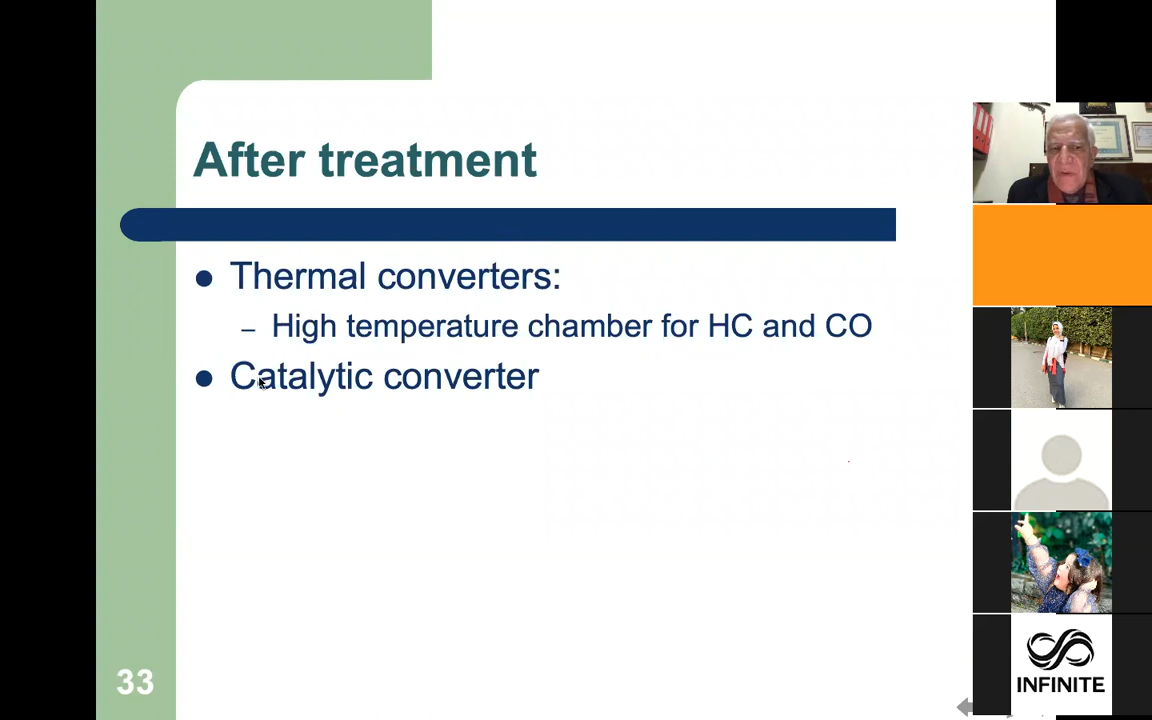 After treatment
Thermal converters:
– High temperature chamber for HC and CO
Catalytic converter
33
INFINITE